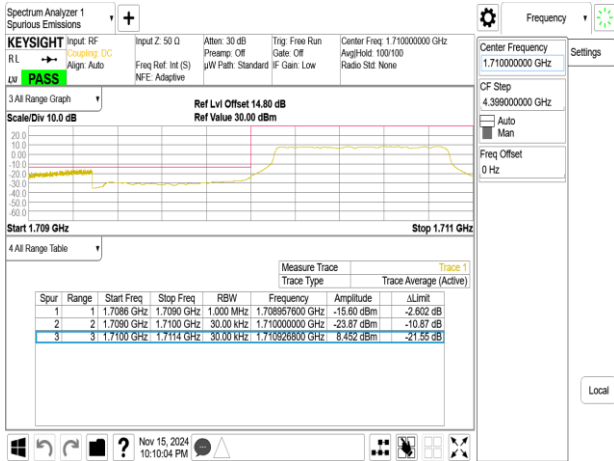 Spectrum Analyzer 1
Spurious Emissions
Frequency
KEYSIGHT
RL
LXI
PASS
Input: RF
Coupling: DC
Align: Auto
Input Z: 50 Ω
Freq Ref: Int (S)
NFE: Adaptive
Atten: 30 dB
Preamp: Off
µW Path: Standard
Trig: Free Run
Gate: Off
IF Gain: Low
Center Freq: 1.710000000 GHz
Avg|Hold: 100/100
Radio Std: None
Center Frequency
1.710000000 GHz
Settings
CF Step
4.399000000 GHz
Auto
Man
Freq Offset
0 Hz
Local
3 All Range Graph
Scale/Div 10.0 dB
Ref Lvl Offset 14.80 dB
Ref Value 30.00 dBm
20.0
10.0
0.00
-10.0
-20.0
-30.0
-40.0
-50.0
-60.0
Start 1.709 GHz
Stop 1.711 GHz
4 All Range Table
Measure Trace Trace 1
Trace Type Trace Average (Active)
Spur Range Start Freq Stop Freq RBW Frequency Amplitude ΔLimit
1 1 1.7086 GHz 1.7090 GHz 1.000 MHz 1.708957600 GHz -15.60 dBm -2.602 dB
2 2 1.7090 GHz 1.7100 GHz 30.00 kHz 1.710000000 GHz -23.87 dBm -10.87 dB
3 3 1.7100 GHz 1.7114 GHz 30.00 kHz 1.710926800 GHz 8.452 dBm -21.55 dB
?
Nov 15, 2024
10:10:04 PM